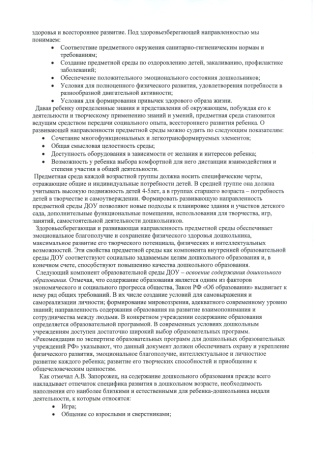 здоровья и всестороннее развитие. Под здоровьезберегающей направленностью мы
понимаем:
• Соответствие предметного окружения санитарно-гигиеническим нормам и
требованиям;
• Создание предметной среды по оздоровлению детей, закаливанию, профилактике
заболеваний;
• Обеспечение положительного эмоционального состояния дошкольников;
• Условия для полноценного физического развития, удовлетворения потребности в
разнообразной двигательной активности;
• Условия для формирования привычек здорового образа жизни.
Давая ребенку определенные знания и представления об окружающем, побуждая его к
деятельности и творческому применению знаний и умений, предметная среда становится
ведущим средством передачи социального опыта, всестороннего развития ребенка. О
развивающей направленности предметной среды можно судить по следующим показателям:
• Сочетание многофункциональных и легкотрансформируемых элементов;
• Общая смысловая целостность среды;
• Доступность оборудования в зависимости от желания и интересов ребенка;
• Возможность у ребенка выбора комфортной для него дистанции взаимодействия и
степени участия в общей деятельности.
Предметная среда каждой возрастной группы должна носить специфические черты,
отражающие общие и индивидуальные потребности детей. В средней группе она должна
учитывать высокую подвижность детей 4-5лет, а в группах старшего возраста – потребность
детей в творчестве и самоутверждении. Формировать развивающую направленность
предметной среды ДОУ позволяют новые подходы к планировке здания и участков детского
сада, дополнительные функциональные помещения, использования для творчества, игр,
занятий, самостоятельной деятельности дошкольников.
Здоровьесберегающая и развивающая направленности предметной среды обеспечивает
эмоциональное благополучие и сохранение физического здоровья дошкольника,
максимальное развитие его творческого потенциала, физических и интеллектуальных
возможностей. Эти свойства предметной среды как компонента внутренней образовательной
среды ДОУ соответствуют социально задаваемым целям дошкольного образования и, в
конечном счете, способствует повышению качества дошкольного образования.
Следующий компонент образовательной среды ДОУ – основное содержание дошкольного
образования. Отмечая, что содержание образования является одним из факторов
экономического и социального прогресса общества, Закон РФ «Об образовании» выдвигает к
нему ряд общих требований. В их числе создание условий для самовыражения и
самореализации личности; формирование мировоззрения, адекватного современному уровню
знаний; направленность содержания образования на развитие взаимопонимания и
сотрудничества между людьми. В конкретном учреждении содержание образования
определяется образовательной программой. В современных условиях дошкольным
учреждениям доступен достаточно широкий выбор образовательных программ.
«Рекомендации по экспертизе образовательных программ для дошкольных образовательных
учреждений РФ» указывают, что данный документ должен обеспечивать охрану и укрепление
физического развития, эмоциональное благополучие, интеллектуальное и личностное
развитие каждого ребенка; развитие его творческих способностей и приобщение к
общечеловеческим ценностям.
Как отмечал А.В. Запорожец, на содержание дошкольного образования прежде всего
накладывает отпечаток специфика развития в дошкольном возрасте, необходимость
наполнения его наиболее близкими и естественными для ребенка-дошкольника видами
деятельности, к которым относятся:
• Игра;
• Общение со взрослыми и сверстниками;